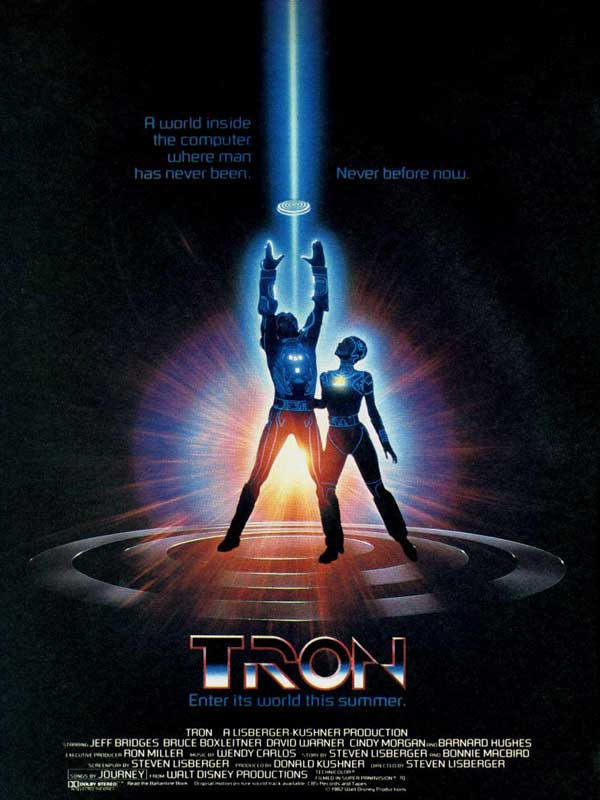 A world inside
the computer
where man
has never been.
Never before now.
TRON
Enter its world this summer.
TRON A LISBERGER-KUSHNER PRODUCTION
STARRING JEFF BRIDGES BRUCE BOXLEITNER DAVID WARNER CINDY MORGAN AND BARNARD HUGHES
EXECUTIVE PRODUCER RON MILLER MUSIC BY WENDY CARLOS STORY BY STEVEN LISBERGER AND BONNIE MACBIRD
SCREENPLAY BY STEVEN LISBERGER PRODUCED BY DONALD KUSHNER DIRECTED BY STEVEN LISBERGER
SONGS BY JOURNEY FROM WALT DISNEY PRODUCTIONS TECHNICOLOR®
FILMED IN SUPER PANAVISION® 70
DOLBY STEREO Read the Ballantine Book Original motion picture sound track available CBS Records and Tapes
© 1982 Walt Disney Productions